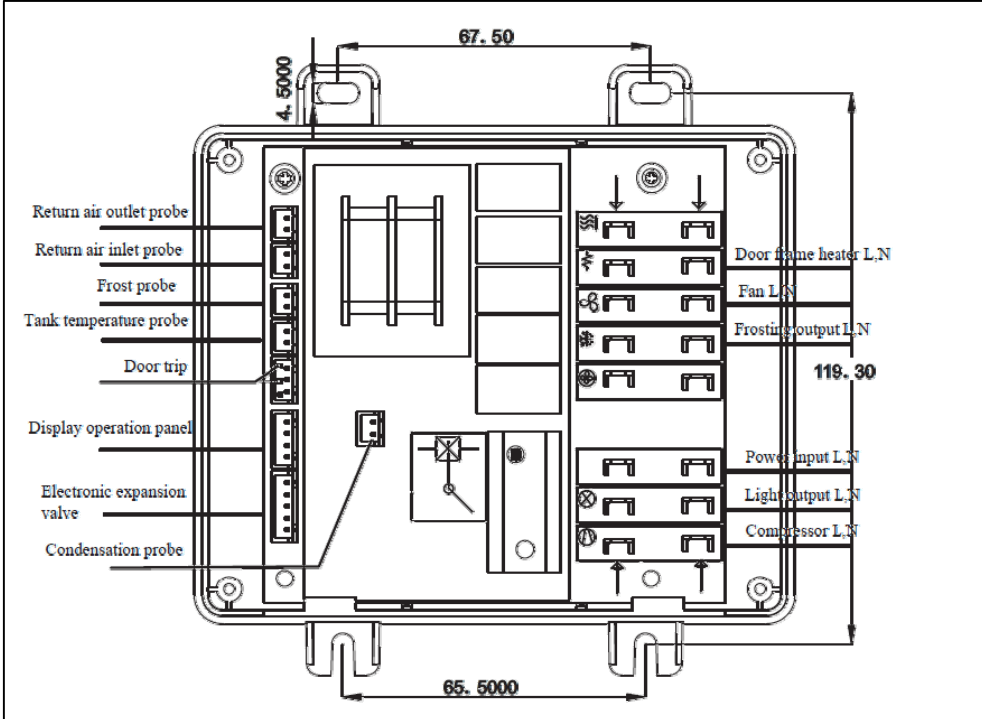 67. 50
4. 5000
Return air outlet probe
Return air inlet probe
Frost probe
Tank temperature probe
Door trip
Display operation panel
Electronic expansion
valve
Condensation probe
Door frame heater L,N
Fan L,N
Frosting output L,N
119. 30
Power input L,N
Light output L,N
Compressor L,N
65. 5000